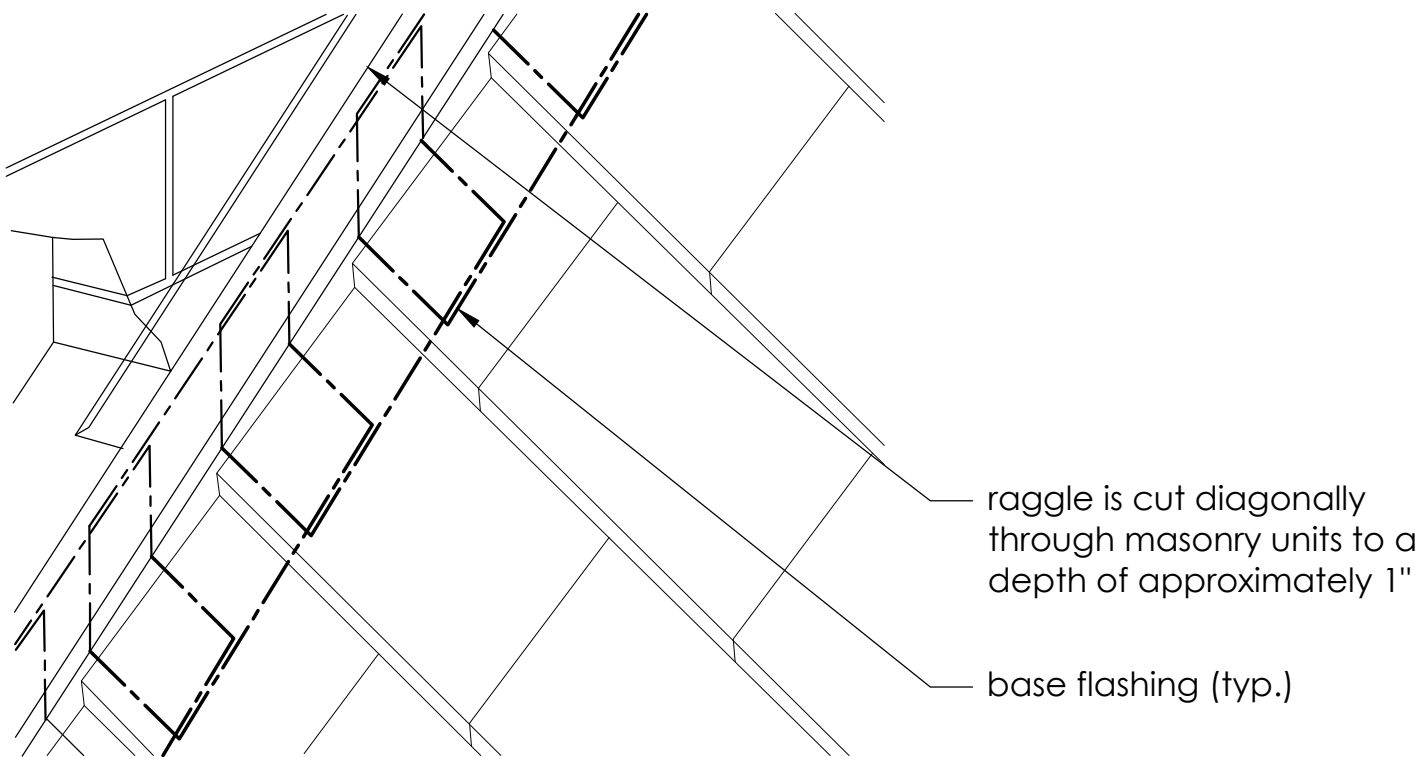 raggle is cut diagonally
through masonry units to a
depth of approximately 1"
base flashing (typ.)